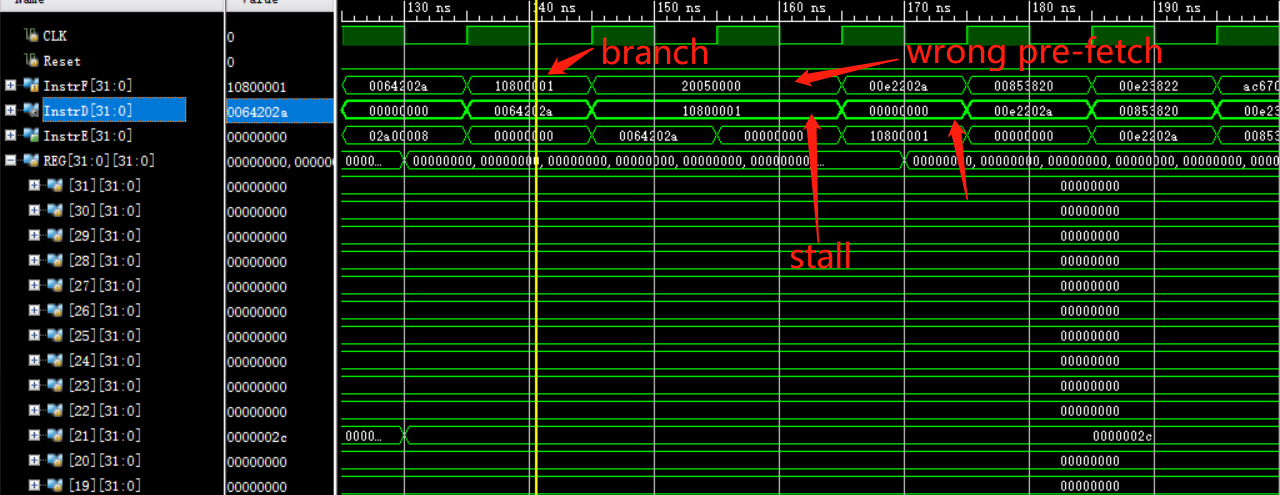 130 ns 140 ns 150 ns 160 ns 170 ns 180 ns 190 ns
CLK 0
Reset 0
InstrF[31:0] 10800001 0064202a 10800001 20050000 00e2202a 00853820 00e23822 ac670
InstrD[31:0] 0064202a 00000000 0064202a 10800001 00000000 00e2202a 00853820 00e23
InstrE[31:0] 00000000 02a00008 00000000 0064202a 00000000 10800001 00000000 00e2202a 00853
REG[31:0][31:0] 00000000,000000 0000... 00000000, 00000000, 00000000, 00000000, 00000000, 00000000... 00000000, 00000000, 00000000, 000
[31][31:0] 00000000 00000000
[30][31:0] 00000000 00000000
[29][31:0] 00000000 00000000
[28][31:0] 00000000 00000000
[27][31:0] 00000000 00000000
[26][31:0] 00000000 00000000
[25][31:0] 00000000 00000000
[24][31:0] 00000000 00000000
[23][31:0] 00000000 00000000
[22][31:0] 00000000 00000000
[21][31:0] 0000002c 0000... 0000002c
[20][31:0] 00000000 00000000
[19][31:0] 00000000 00000000
branch
wrong pre-fetch
stall